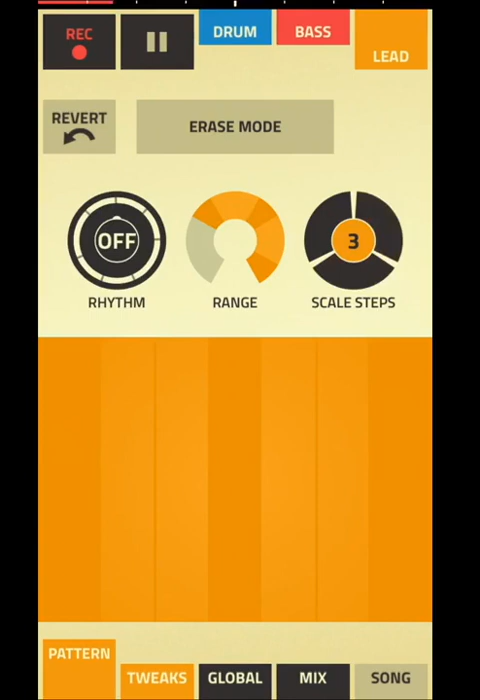 REC
DRUM
BASS
LEAD
REVERT
ERASE MODE
OFF
3
RHYTHM
RANGE
SCALE STEPS
PATTERN
TWEAKS
GLOBAL
MIX
SONG